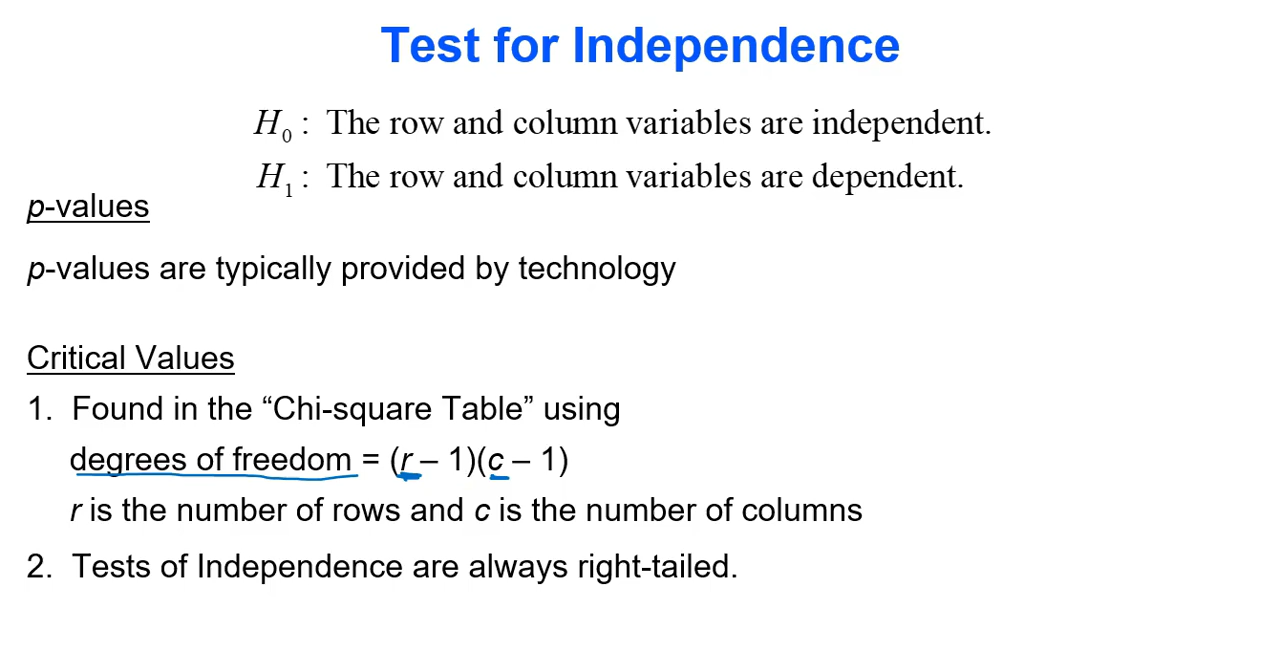 Test for Independence
H₀ : The row and column variables are independent.
H₁ : The row and column variables are dependent.
p-values
p-values are typically provided by technology
Critical Values
1. Found in the “Chi-square Table” using
degrees of freedom = (r – 1)(c – 1)
r is the number of rows and c is the number of columns
2. Tests of Independence are always right-tailed.